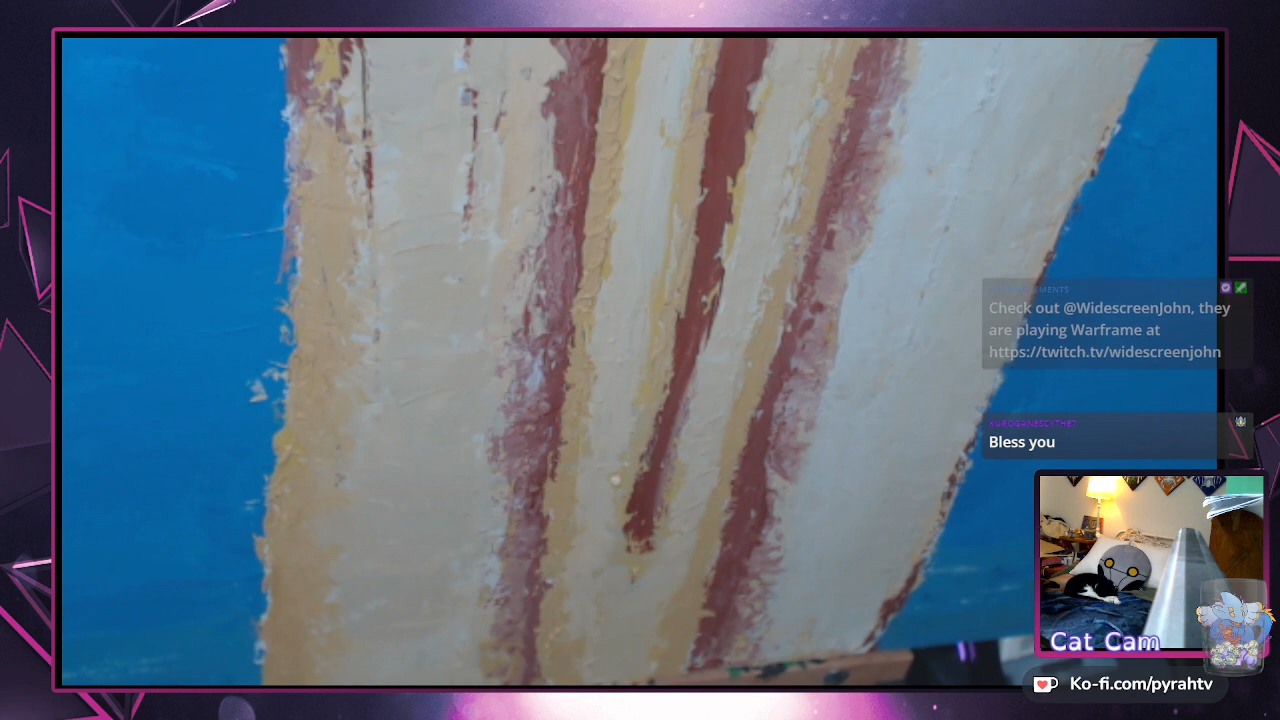 Check out @WidescreenJohn, they
are playing Warframe at
https://twitch.tv/widescreenjohn
KUROGANESCYTHE7
Bless you
Cat Cam
Ko-fi.com/pyrahtv